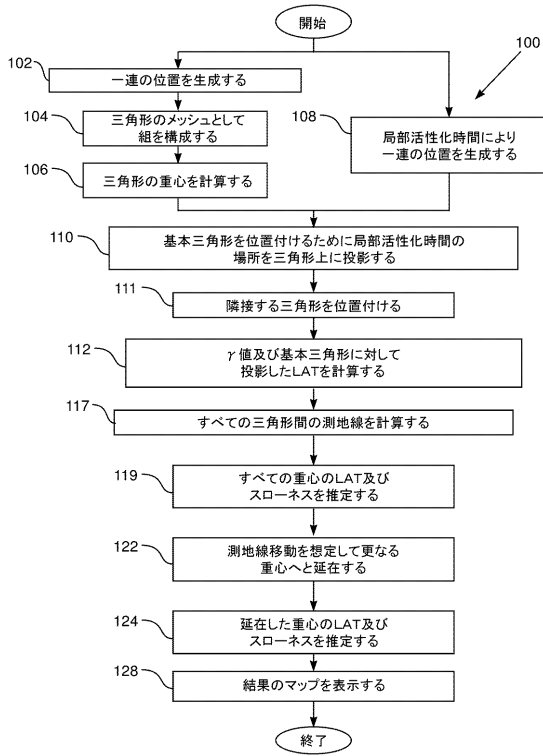 開始
100
102
一連の位置を生成する
104
三角形のメッシュとして
組を構成する
108
局部活性化時間により
一連の位置を生成する
106
三角形の重心を計算する
110
基本三角形を位置付けるために局部活性化時間の
場所を三角形上に投影する
111
隣接する三角形を位置付ける
112
γ値及び基本三角形に対して
投影したLATを計算する
117
すべての三角形間の測地線を計算する
119
すべての重心のLAT及び
スローネスを推定する
122
測地線移動を想定して更なる
重心へと延在する
124
延在した重心のLAT及び
スローネスを推定する
128
結果のマップを表示する
終了